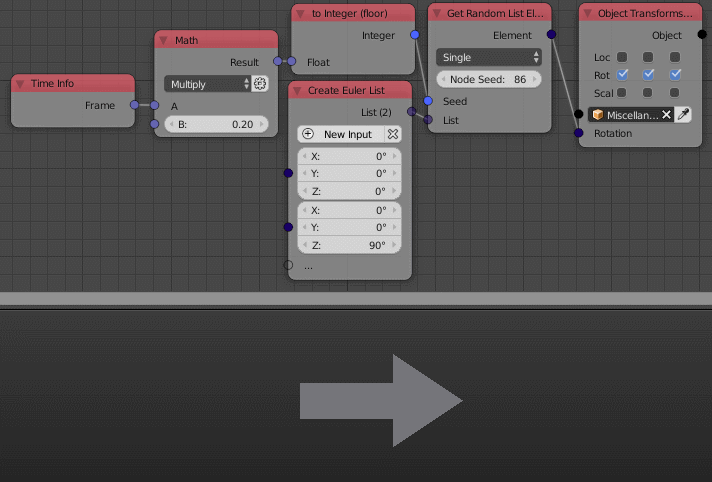 Time Info
Frame
Math
Result
Multiply
A
B: 0.20
to Integer (floor)
Integer
Float
Create Euler List
List (2)
New Input
X: 0°
Y: 0°
Z: 0°
X: 0°
Y: 0°
Z: 90°
...
Get Random List El...
Element
Single
Node Seed: 86
Seed
List
Object Transforms...
Object
Loc
Rot
Scal
Miscellan...
Rotation